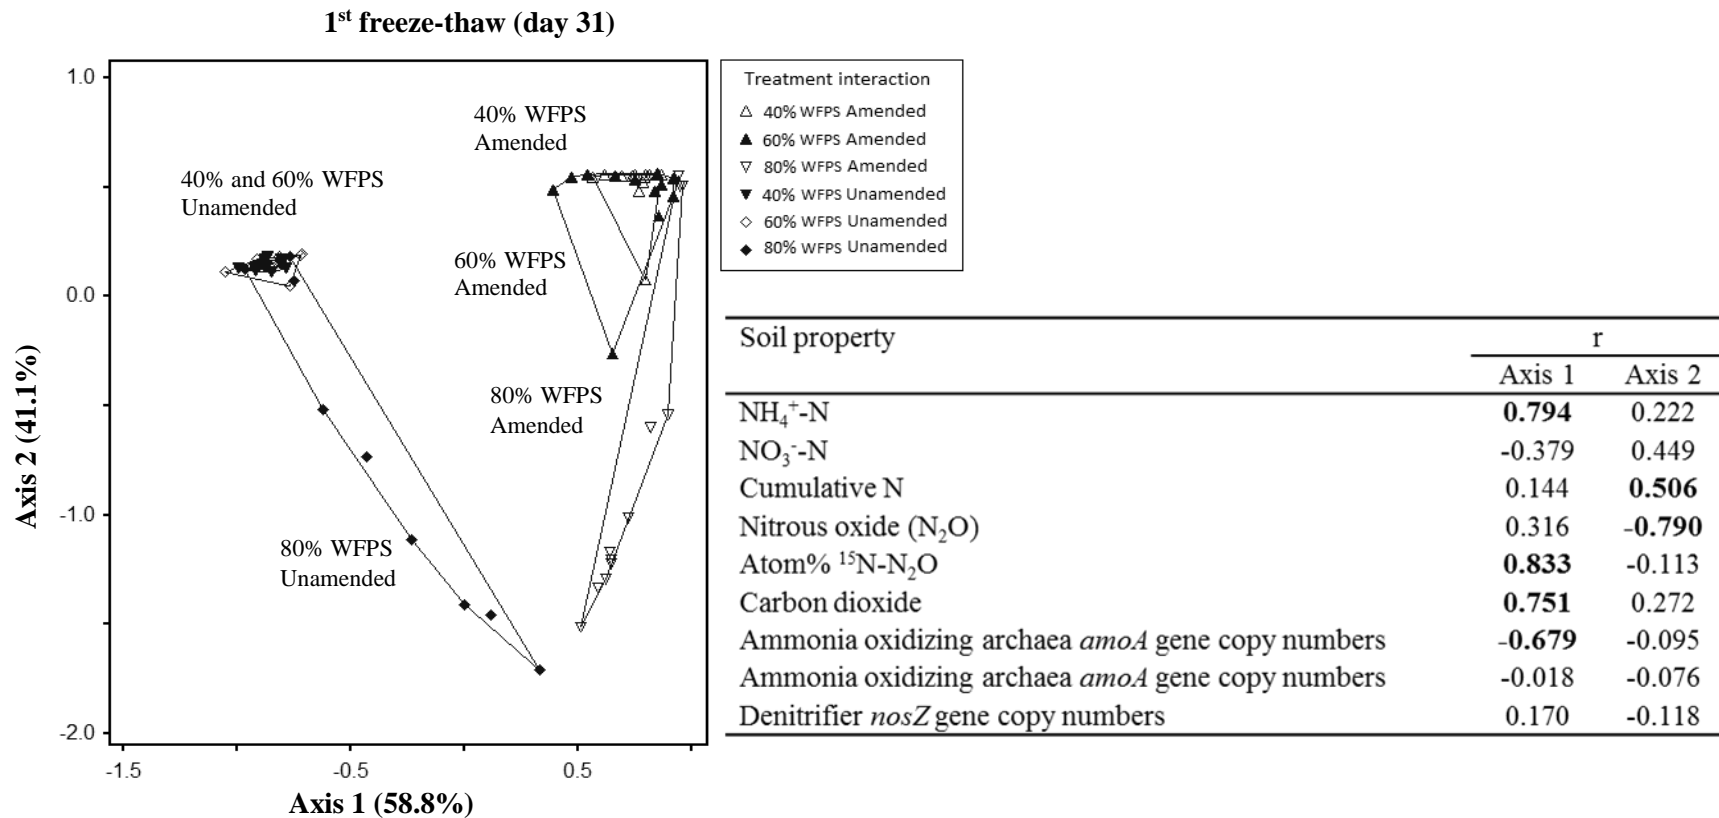 1st freeze-thaw (day 31)
1.0
0.0
-1.0
-2.0
-1.5
-0.5
0.5
Axis 2 (41.1%)
Axis 1 (58.8%)
40% WFPS
Amended
40% and 60% WFPS
Unamended
60% WFPS
Amended
80% WFPS
Amended
80% WFPS
Unamended
Treatment interaction
40% WFPS Amended
60% WFPS Amended
80% WFPS Amended
40% WFPS Unamended
60% WFPS Unamended
80% WFPS Unamended
Soil property r
Axis 1 Axis 2
NH₄⁺-N 0.794 0.222
NO₃⁻-N -0.379 0.449
Cumulative N 0.144 0.506
Nitrous oxide (N₂O) 0.316 -0.790
Atom% ¹⁵N-N₂O 0.833 -0.113
Carbon dioxide 0.751 0.272
Ammonia oxidizing archaea amoA gene copy numbers -0.679 -0.095
Ammonia oxidizing archaea amoA gene copy numbers -0.018 -0.076
Denitrifier nosZ gene copy numbers 0.170 -0.118